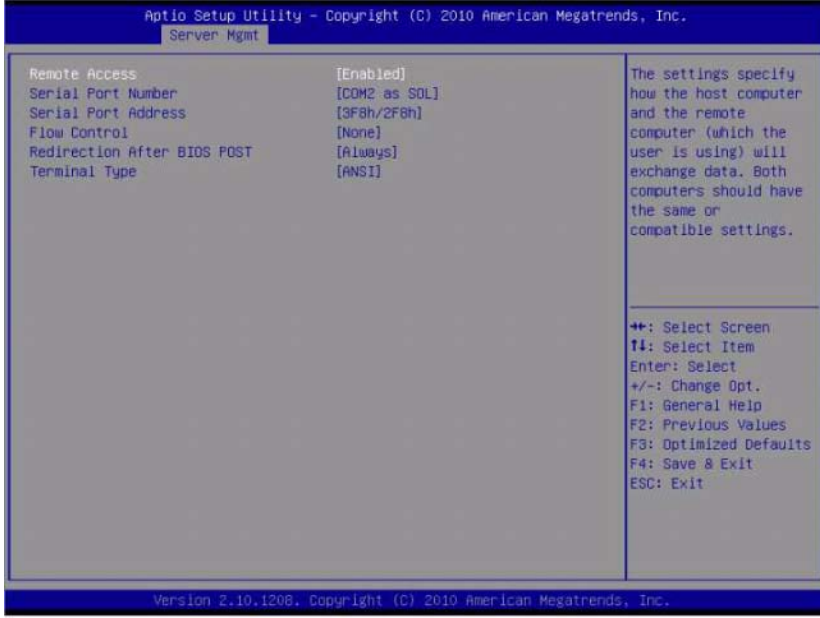 Aptio Setup Utility – Copyright (C) 2010 American Megatrends, Inc.
Server Mgmt
Remote Access [Enabled]
Serial Port Number [COM2 as SOL]
Serial Port Address [3F8h/2F8h]
Flow Control [None]
Redirection After BIOS POST [Always]
Terminal Type [ANSI]
The settings specify
how the host computer
and the remote
computer (which the
user is using) will
exchange data. Both
computers should have
the same or
compatible settings.
→←: Select Screen
↑↓: Select Item
Enter: Select
+/-: Change Opt.
F1: General Help
F2: Previous Values
F3: Optimized Defaults
F4: Save & Exit
ESC: Exit
Version 2.10.1208. Copyright (C) 2010 American Megatrends, Inc.